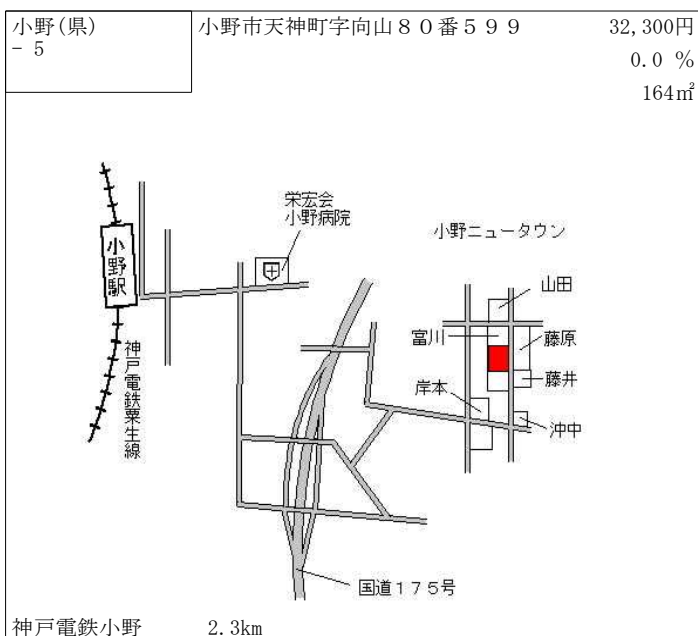 小野(県)
- 5
小野市天神町字向山８０番５９９
32,300円
0.0 %
164㎡
栄宏会
小野病院
小野ニュータウン
小野駅
山田
富川
藤原
藤井
岸本
沖中
神戸電鉄粟生線
国道１７５号
神戸電鉄小野 2.3km